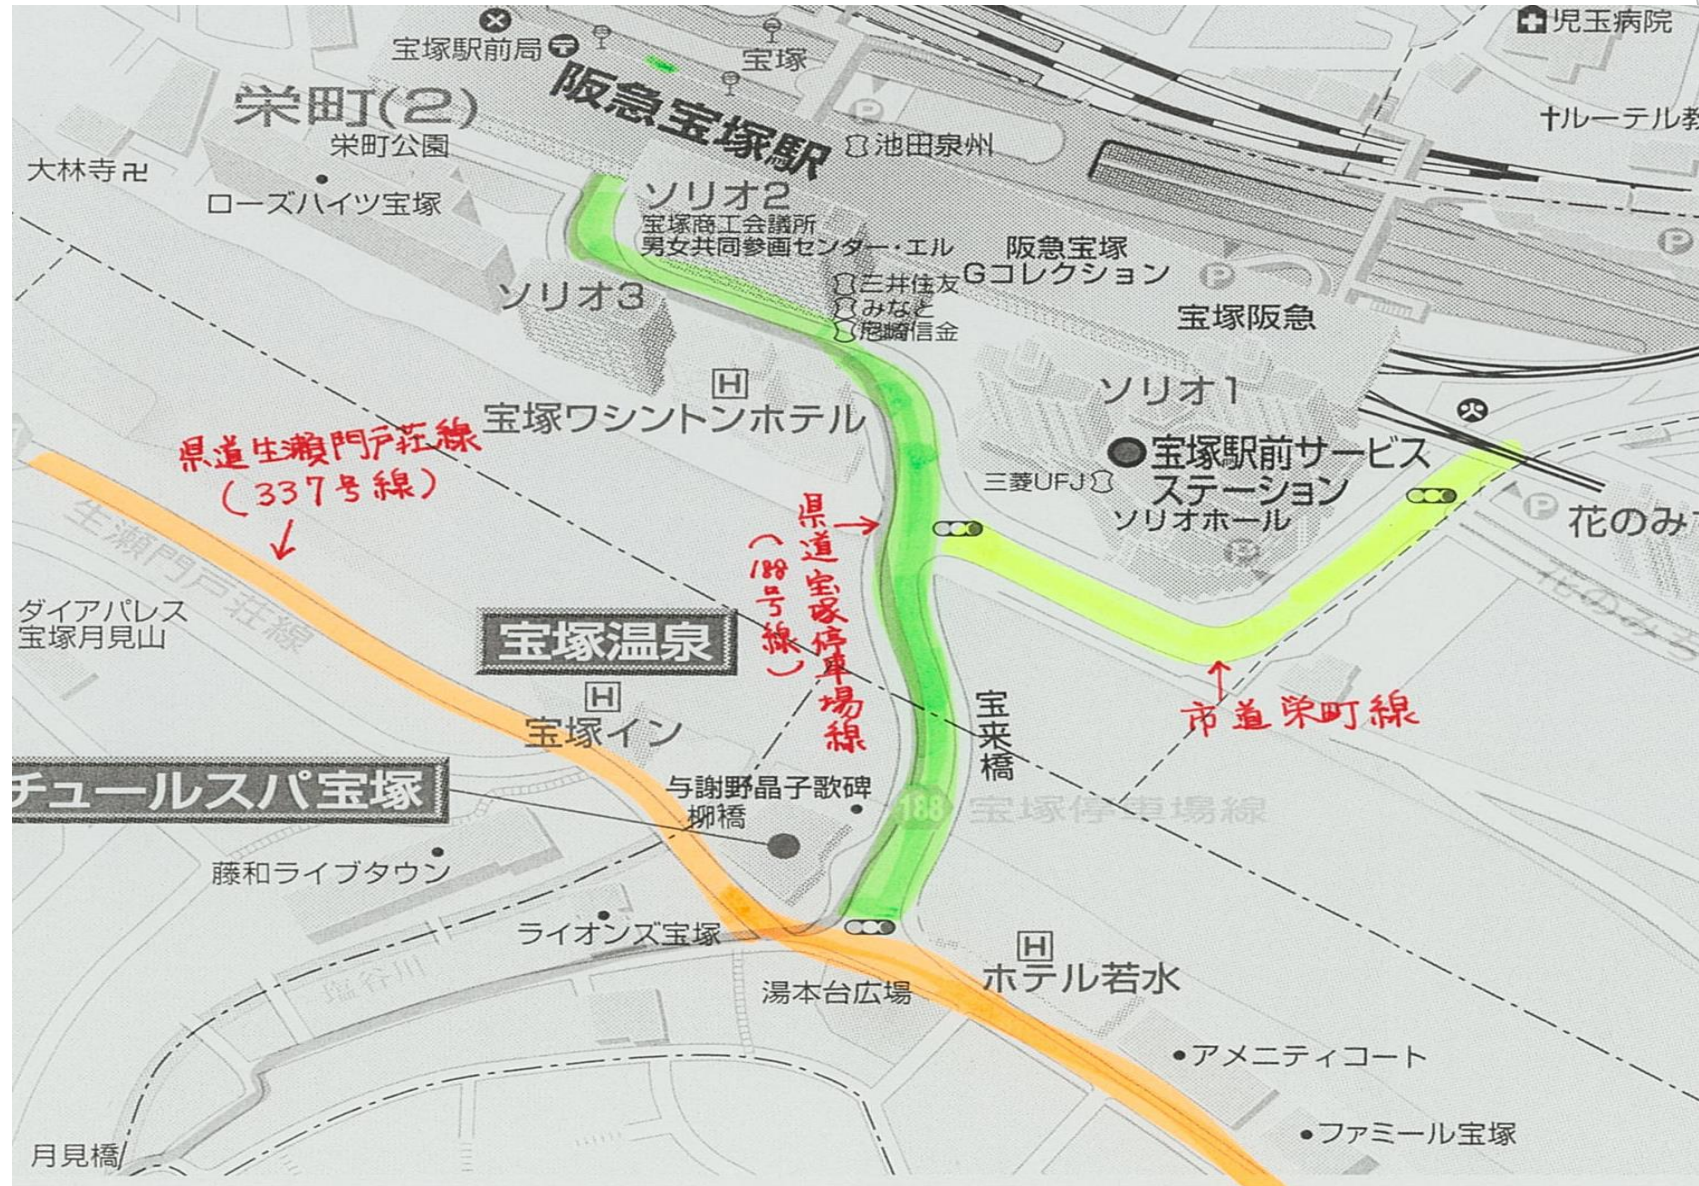 児玉病院
宝塚駅前局
宝塚
栄町(2)
阪急宝塚駅
†ルーテル教
栄町公園
池田泉州
大林寺卍
ローズハイツ宝塚
ソリオ2
宝塚商工会議所
男女共同参画センター・エル
阪急宝塚
Gコレクション
三井住友
みなと
尼崎信金
ソリオ3
宝塚阪急
ソリオ1
宝塚ワシントンホテル
県道生瀬門戸荘線
(337号線)
宝塚駅前サービス
ステーション
三菱UFJ
ソリオホール
花のみち
県道宝塚停車場線
(188号線)
生瀬門戸荘線
花のみち
ダイアパレス
宝塚月見山
宝塚温泉
市道栄町線
宝来橋
宝塚イン
チュールスパ宝塚
与謝野晶子歌碑
柳橋
188
宝塚停車場線
藤和ライブタウン
ライオンズ宝塚
塩谷川
湯本台広場
ホテル若水
アメニティコート
ファミール宝塚
月見橋
P
P
P
P
P
H
H
H